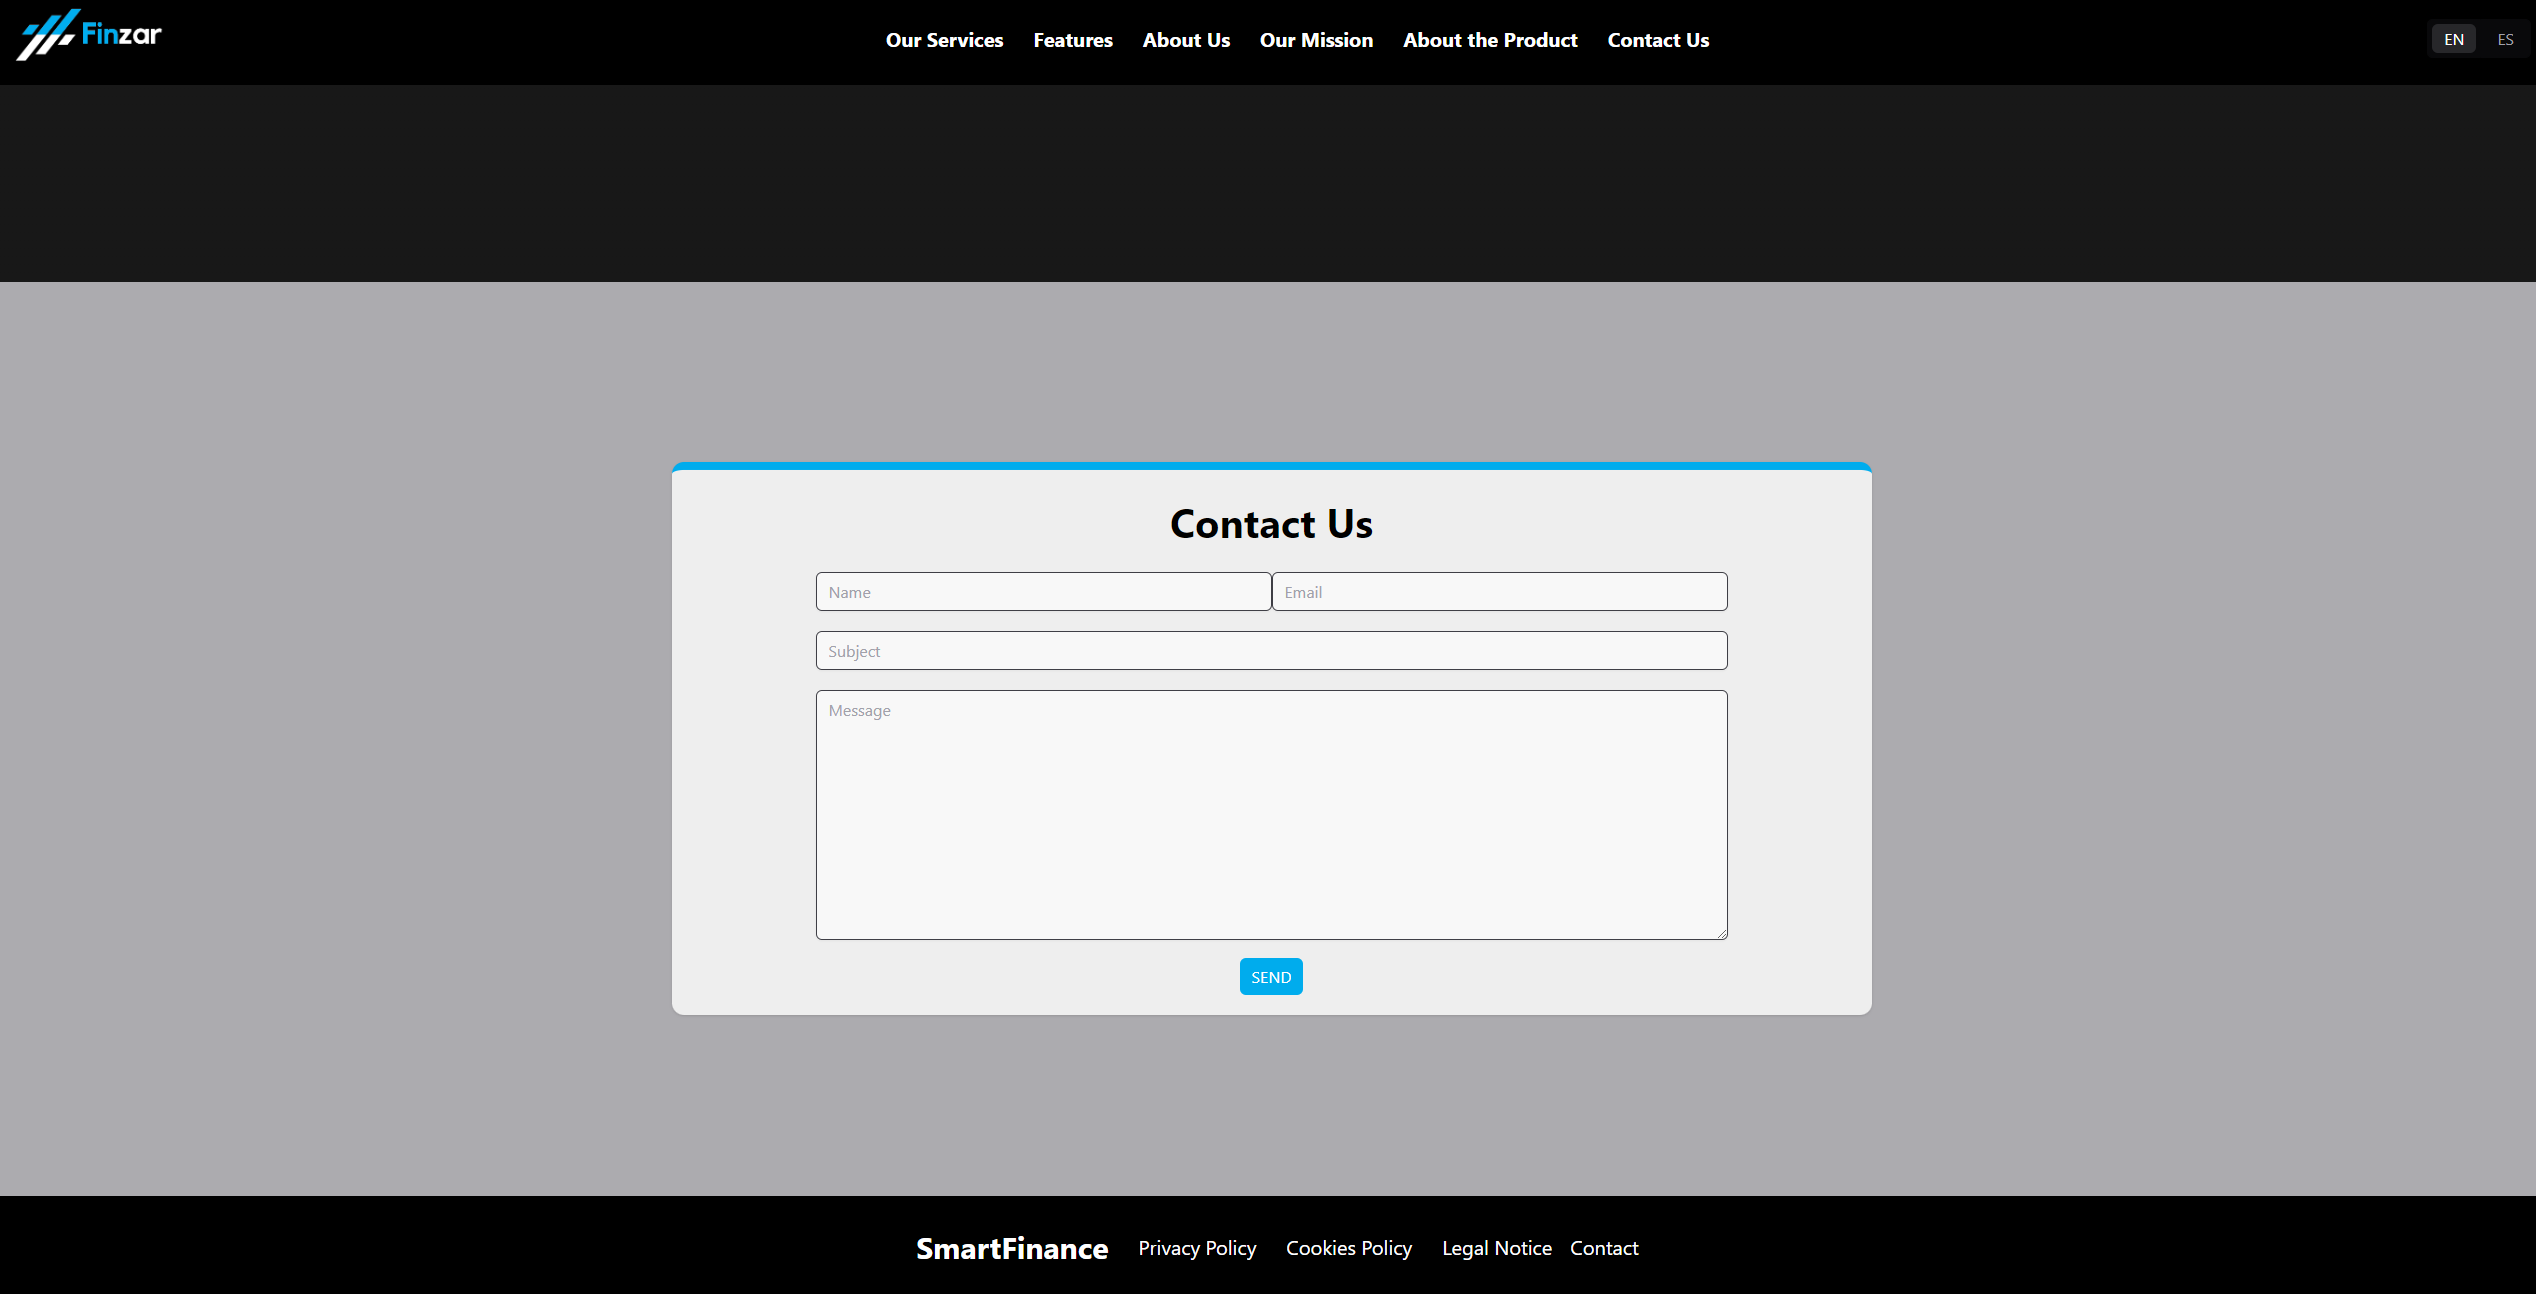 Finzar
Our Services Features About Us Our Mission About the Product Contact Us
EN ES
Contact Us
Name Email
Subject
Message
SEND
SmartFinance Privacy Policy Cookies Policy Legal Notice Contact